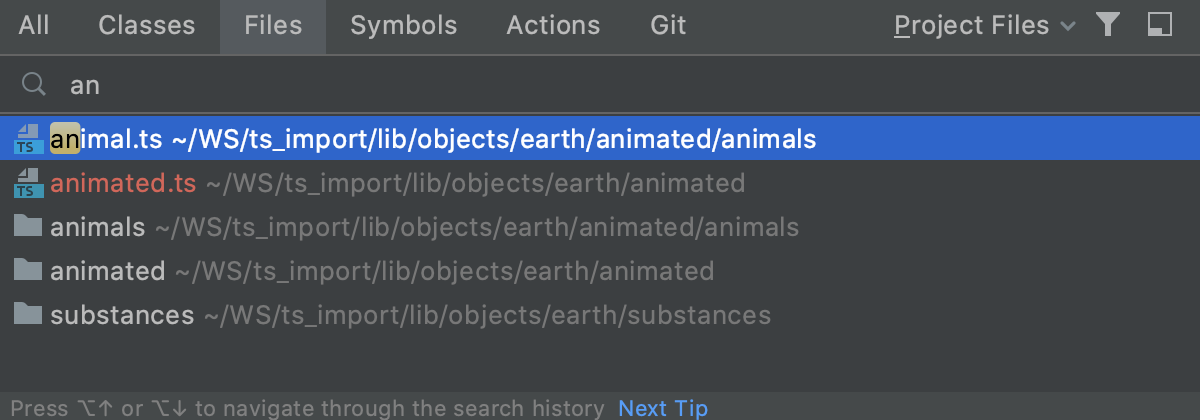 All Classes Files Symbols Actions Git Project Files
an
TS animal.ts ~/WS/ts_import/lib/objects/earth/animated/animals
TS animated.ts ~/WS/ts_import/lib/objects/earth/animated
animals ~/WS/ts_import/lib/objects/earth/animated/animals
animated ~/WS/ts_import/lib/objects/earth/animated
substances ~/WS/ts_import/lib/objects/earth/substances
Press ⌥↑ or ⌥↓ to navigate through the search history Next Tip